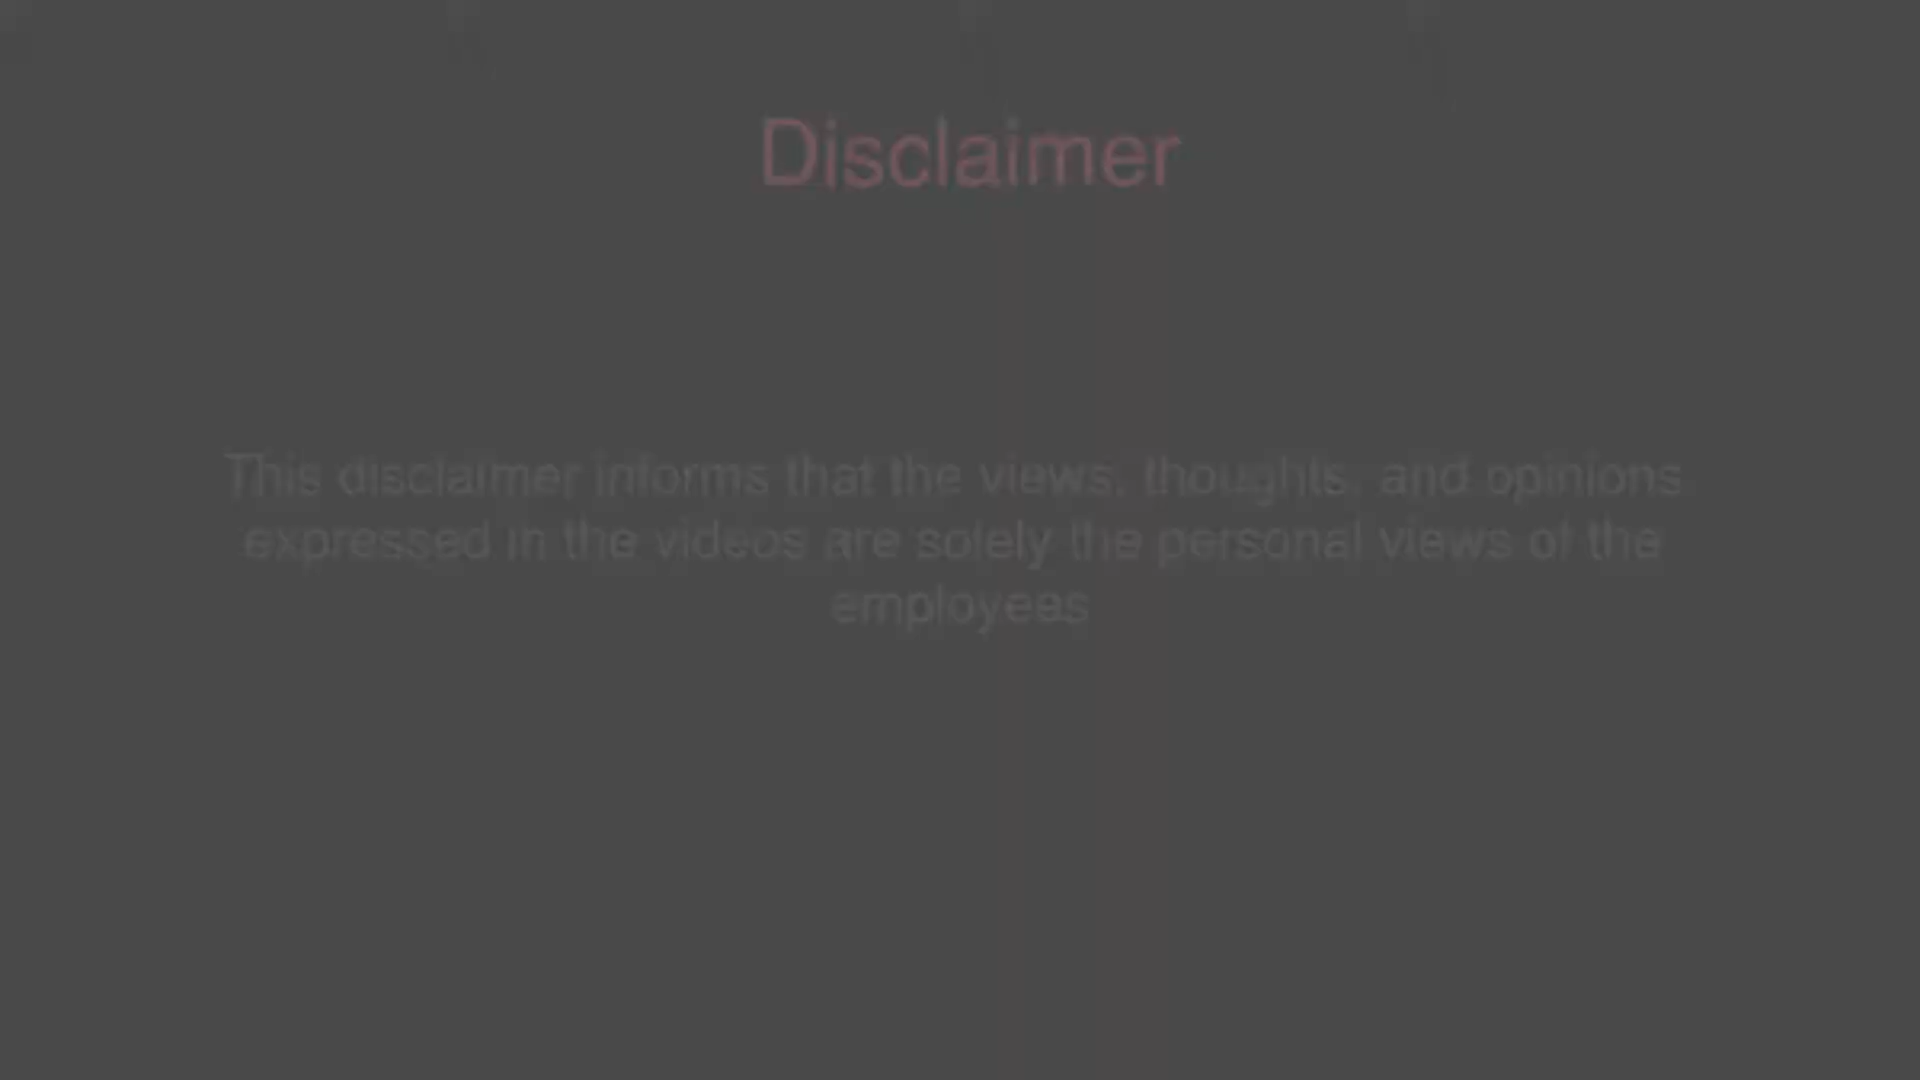 Disclaimer
This disclaimer informs that the views, thoughts, and opinions
expressed in the videos are solely the personal views of the
employees